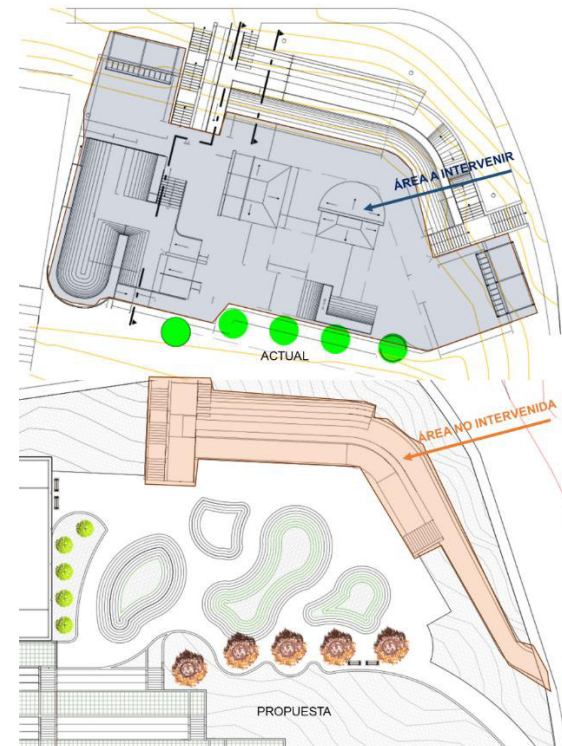 ÁREA A INTERVENIR
ACTUAL
ÁREA NO INTERVENIDA
PROPUESTA